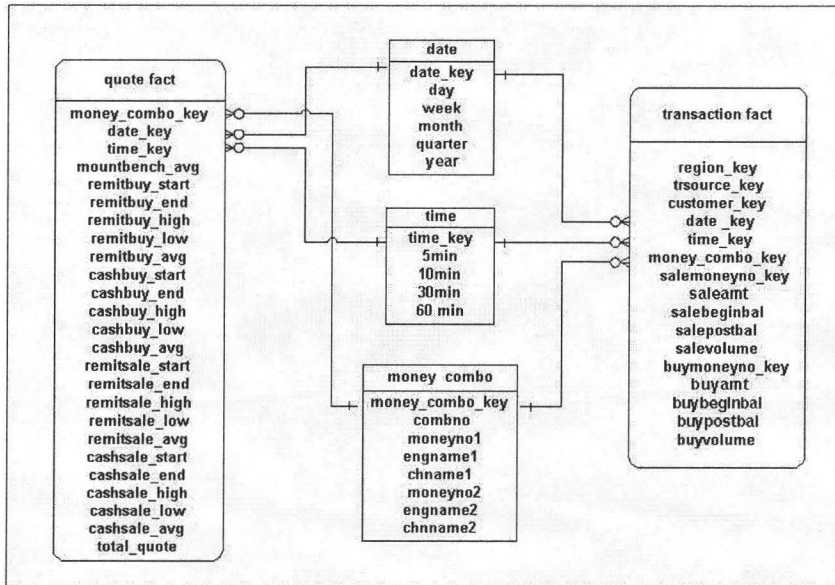 quote fact
money_combo_key
date_key
time_key
mountbench_avg
remitbuy_start
remitbuy_end
remitbuy_high
remitbuy_low
remitbuy_avg
cashbuy_start
cashbuy_end
cashbuy_high
cashbuy_low
cashbuy_avg
remitsale_start
remitsale_end
remitsale_high
remitsale_low
remitsale_avg
cashsale_start
cashsale_end
cashsale_high
cashsale_low
cashsale_avg
total_quote
date
date_key
day
week
month
quarter
year
time
time_key
5min
10min
30min
60 min
money combo
money_combo_key
combno
moneyno1
engname1
chname1
moneyno2
engname2
chnname2
transaction fact
region_key
trsource_key
customer_key
date _key
time_key
money_combo_key
salemoneyno_key
saleamt
salebeginbal
salepostbal
salevolume
buymoneyno_key
buyamt
buybeginbal
buypostbal
buyvolume